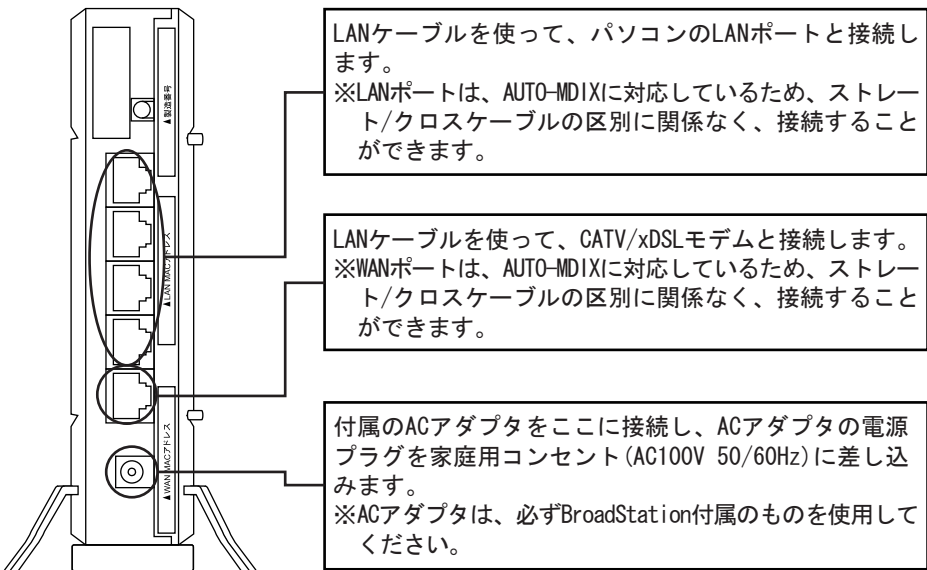 LANケーブルを使って、パソコンのLANポートと接続し
ます。
※LANポートは、AUTO-MDIXに対応しているため、ストレー
ト/クロスケーブルの区別に関係なく、接続すること
ができます。
LANケーブルを使って、CATV/xDSLモデムと接続します。
※WANポートは、AUTO-MDIXに対応しているため、ストレー
ト/クロスケーブルの区別に関係なく、接続すること
ができます。
付属のACアダプタをここに接続し、ACアダプタの電源
プラグを家庭用コンセント(AC100V 50/60Hz)に差し込
みます。
※ACアダプタは、必ずBroadStation付属のものを使用して
ください。
▲製造番号
▲LAN MACアドレス
▲WAN MACアドレス